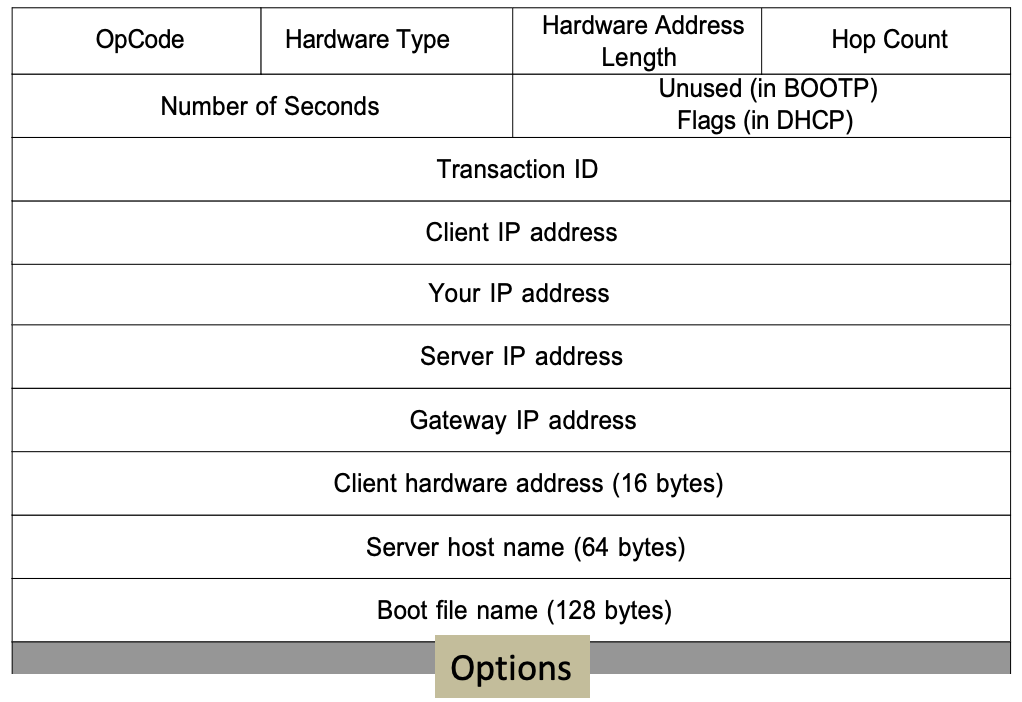 OpCode
Hardware Type
Hardware Address
Length
Hop Count
Number of Seconds
Unused (in BOOTP)
Flags (in DHCP)
Transaction ID
Client IP address
Your IP address
Server IP address
Gateway IP address
Client hardware address (16 bytes)
Server host name (64 bytes)
Boot file name (128 bytes)
Options